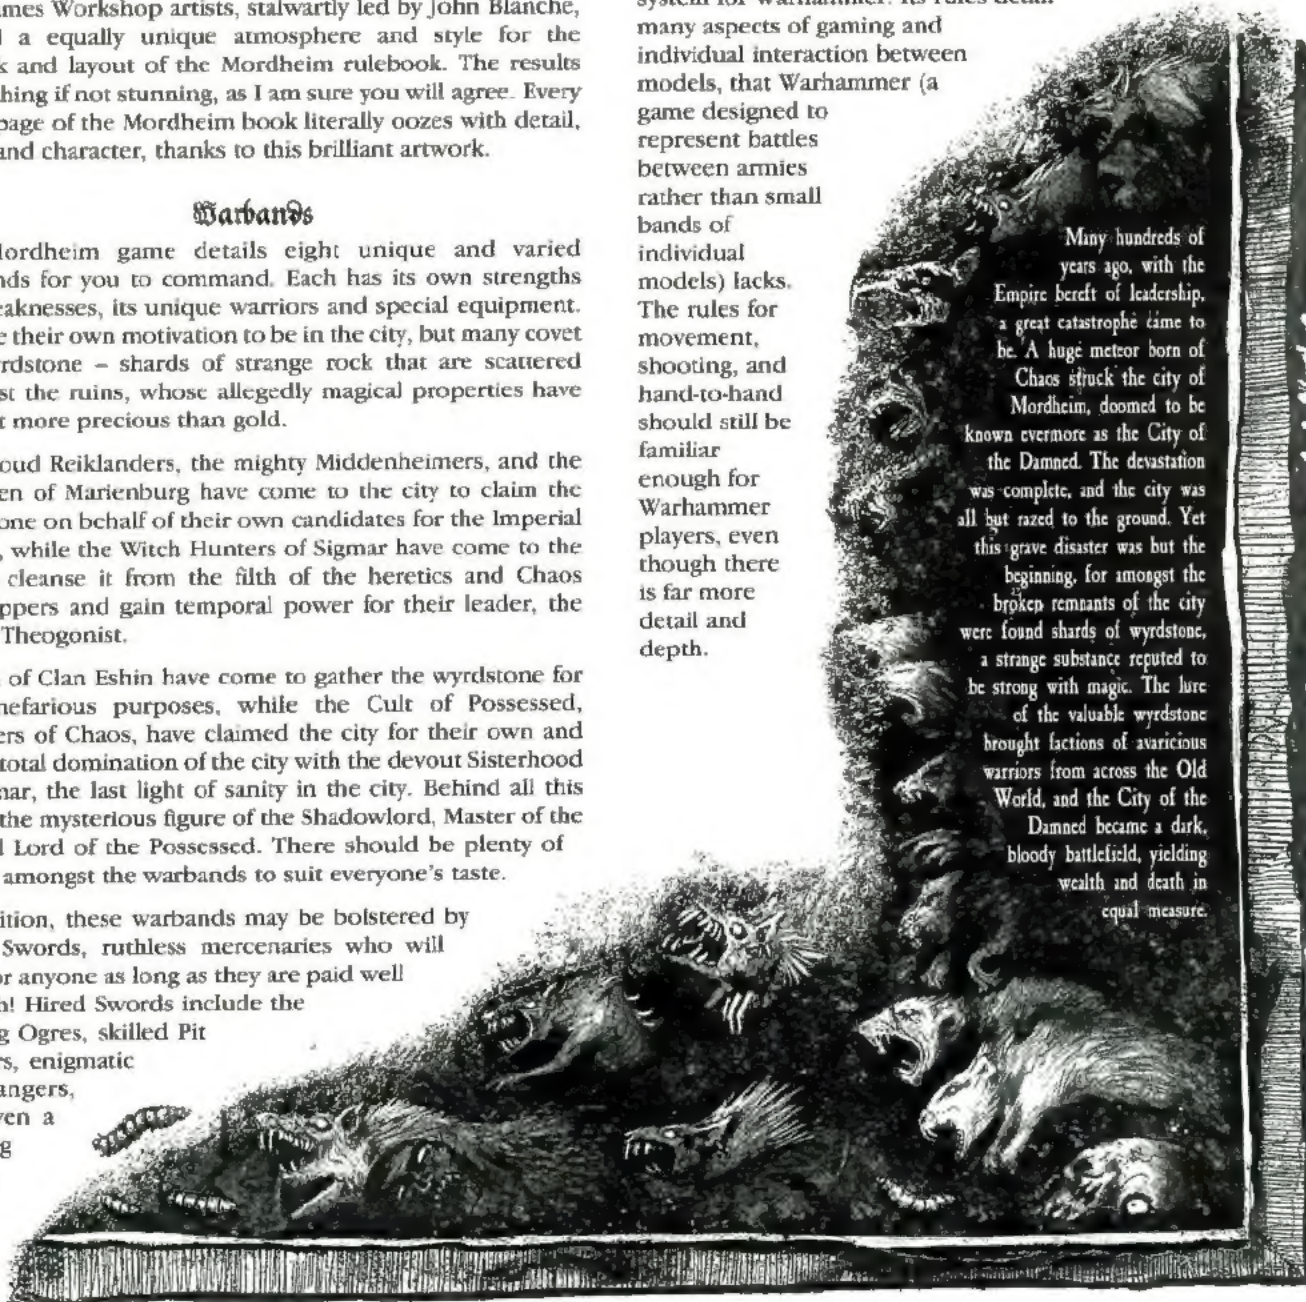 ames Workshop artists, stalwartly led by John Blanche,
a equally unique atmosphere and style for the
and layout of the Mordheim rulebook. The results
hing if not stunning, as I am sure you will agree. Every
page of the Mordheim book literally oozes with detail,
and character, thanks to this brilliant artwork.
Warbands
Mordheim game details eight unique and varied
nds for you to command. Each has its own strengths
eaknesses, its unique warriors and special equipment.
e their own motivation to be in the city, but many covet
rdstone – shards of strange rock that are scattered
st the ruins, whose allegedly magical properties have
t more precious than gold.
oud Reiklanders, the mighty Middenheimers, and the
en of Marienburg have come to the city to claim the
one on behalf of their own candidates for the Imperial
, while the Witch Hunters of Sigmar have come to the
cleanse it from the filth of the heretics and Chaos
ppers and gain temporal power for their leader, the
Theogonist.
of Clan Eshin have come to gather the wyrdstone for
nefarious purposes, while the Cult of Possessed,
ers of Chaos, have claimed the city for their own and
total domination of the city with the devout Sisterhood
mar, the last light of sanity in the city. Behind all this
the mysterious figure of the Shadowlord, Master of the
Lord of the Possessed. There should be plenty of
amongst the warbands to suit everyone's taste.
ition, these warbands may be bolstered by
Swords, ruthless mercenaries who will
or anyone as long as they are paid well
h! Hired Swords include the
g Ogres, skilled Pit
rs, enigmatic
angers,
ven a
g
system for Warhammer. Its rules detail
many aspects of gaming and
individual interaction between
models, that Warhammer (a
game designed to
represent battles
between armies
rather than small
bands of
individual
models) lacks.
The rules for
movement,
shooting, and
hand-to-hand
should still be
familiar
enough for
Warhammer
players, even
though there
is far more
detail and
depth.
Many hundreds of
years ago, with the
Empire bereft of leadership,
a great catastrophe came to
be. A huge meteor born of
Chaos struck the city of
Mordheim, doomed to be
known evermore as the City of
the Damned. The devastation
was complete, and the city was
all but razed to the ground. Yet
this grave disaster was but the
beginning, for amongst the
broken remnants of the city
were found shards of wyrdstone,
a strange substance reputed to
be strong with magic. The lure
of the valuable wyrdstone
brought factions of avaricious
warriors from across the Old
World, and the City of the
Damned became a dark,
bloody battlefield, yielding
wealth and death in
equal measure.